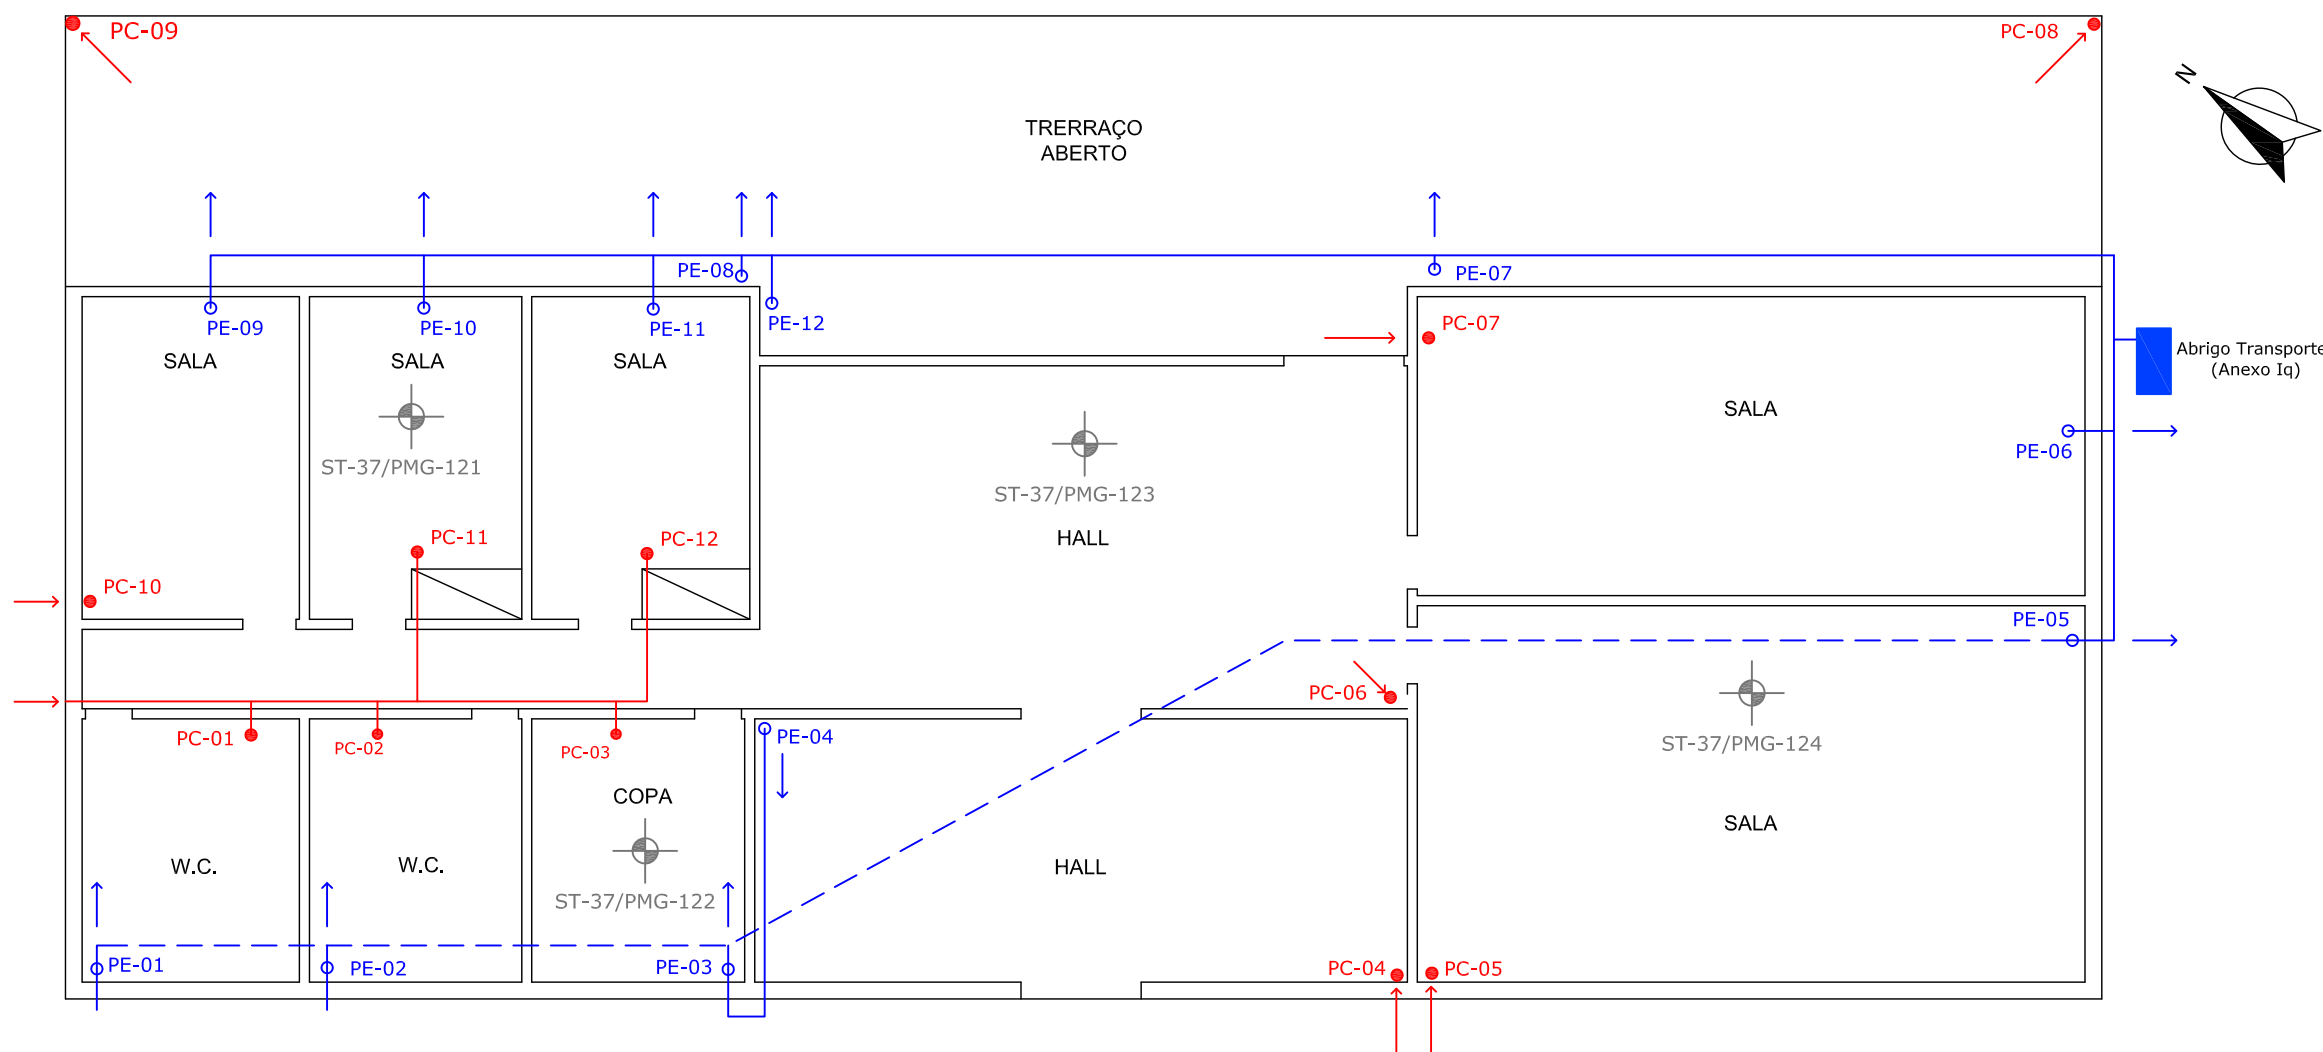 PC-09
PC-08
N
TRERRAÇO
ABERTO
PE-08
PE-07
PE-09
PE-10
PE-11
PE-12
PC-07
SALA
SALA
SALA
Abrigo Transporte
(Anexo Iq)
SALA
PE-06
ST-37/PMG-121
ST-37/PMG-123
HALL
PC-11
PC-12
PC-10
PE-05
PC-06
PC-01
PC-02
PC-03
PE-04
ST-37/PMG-124
COPA
SALA
W.C.
W.C.
HALL
ST-37/PMG-122
PE-01
PE-02
PE-03
PC-04
PC-05